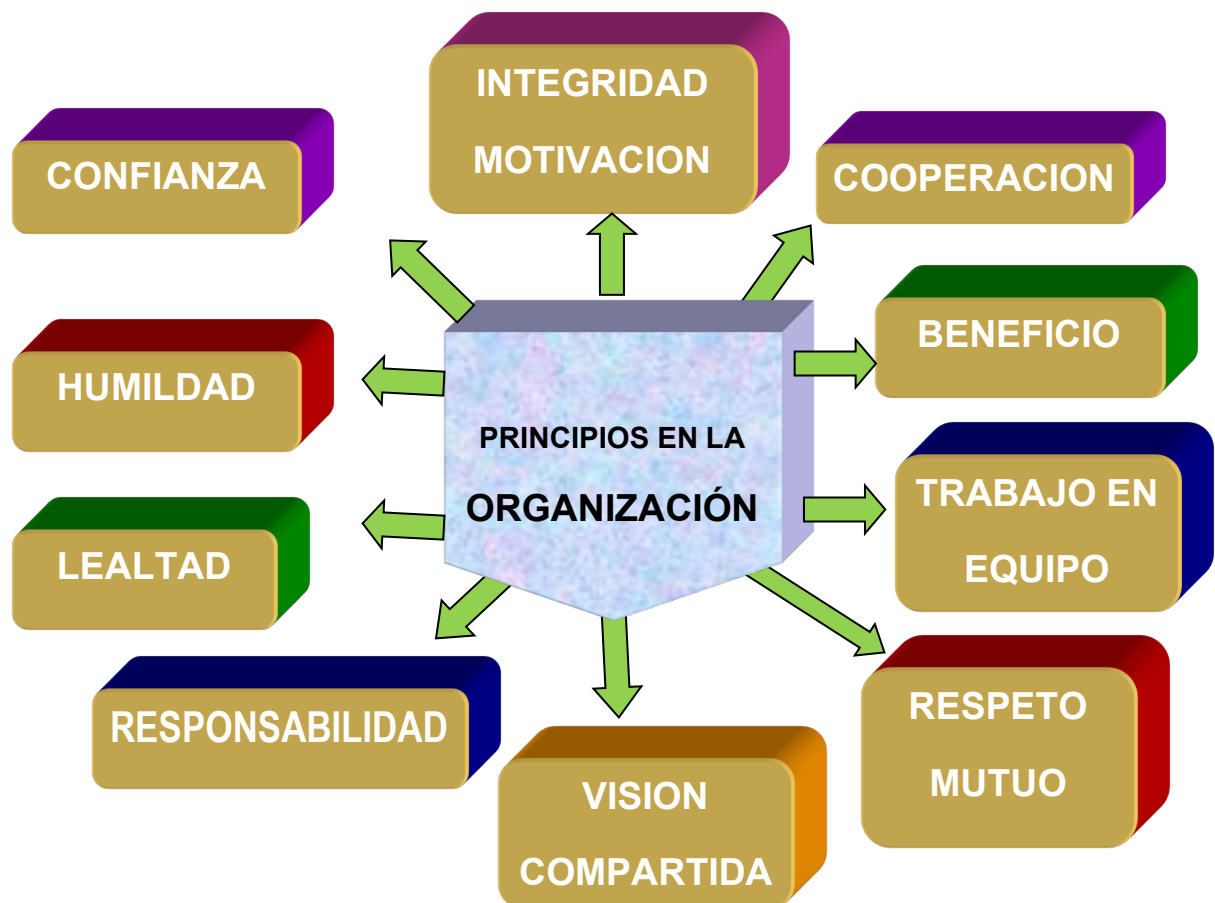 INTEGRIDAD
MOTIVACION
CONFIANZA
COOPERACION
BENEFICIO
HUMILDAD
PRINCIPIOS EN LA
ORGANIZACIÓN
TRABAJO EN
EQUIPO
LEALTAD
RESPONSABILIDAD
RESPETO
MUTUO
VISION
COMPARTIDA